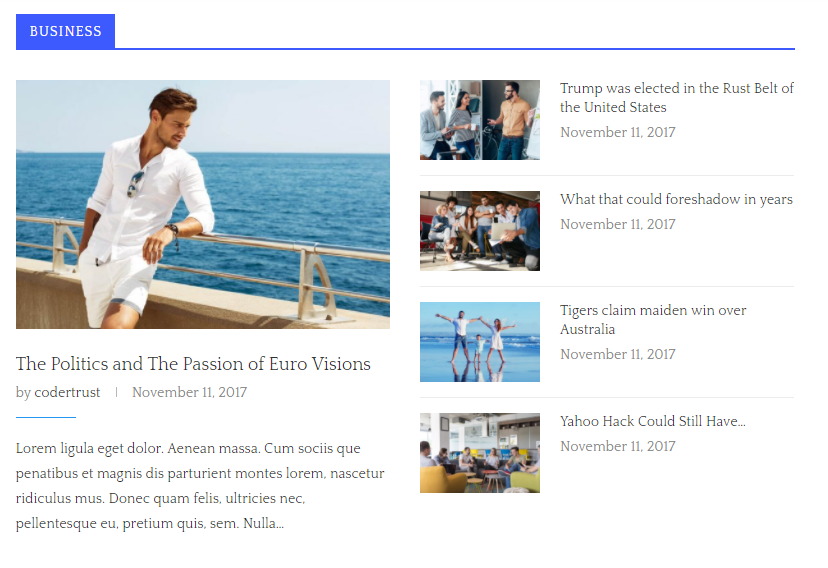 BUSINESS
The Politics and The Passion of Euro Visions
by codertrust | November 11, 2017
Lorem ligula eget dolor. Aenean massa. Cum sociis que
penatibus et magnis dis parturient montes lorem, nascetur
ridiculus mus. Donec quam felis, ultricies nec,
pellentesque eu, pretium quis, sem. Nulla...
Trump was elected in the Rust Belt of
the United States
November 11, 2017
What that could foreshadow in years
November 11, 2017
Tigers claim maiden win over
Australia
November 11, 2017
Yahoo Hack Could Still Have...
November 11, 2017